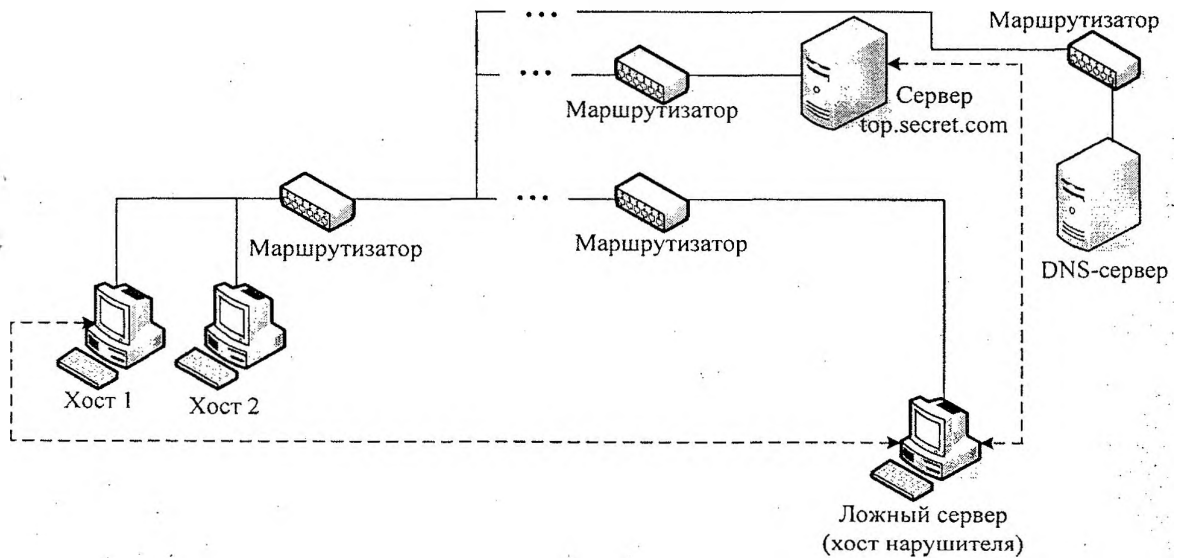 Маршрутизатор
Маршрутизатор
Сервер
top.secret.com
Маршрутизатор
Маршрутизатор
DNS-сервер
Хост 1
Хост 2
Ложный сервер
(хост нарушителя)